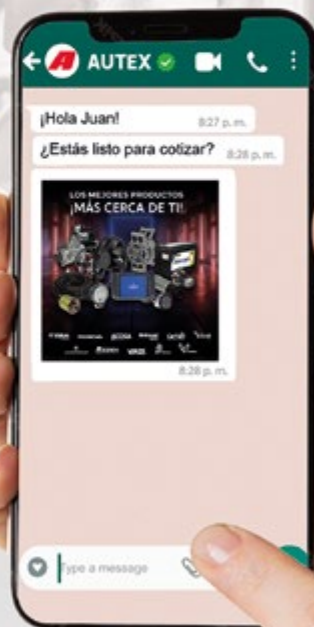 AUTEX
¡Hola Juan!
8:27 p. m.
¿Estás listo para cotizar?
8:28 p. m.
LOS MEJORES PRODUCTOS
¡MÁS CERCA DE TI!
8:28 p. m.
Type a message